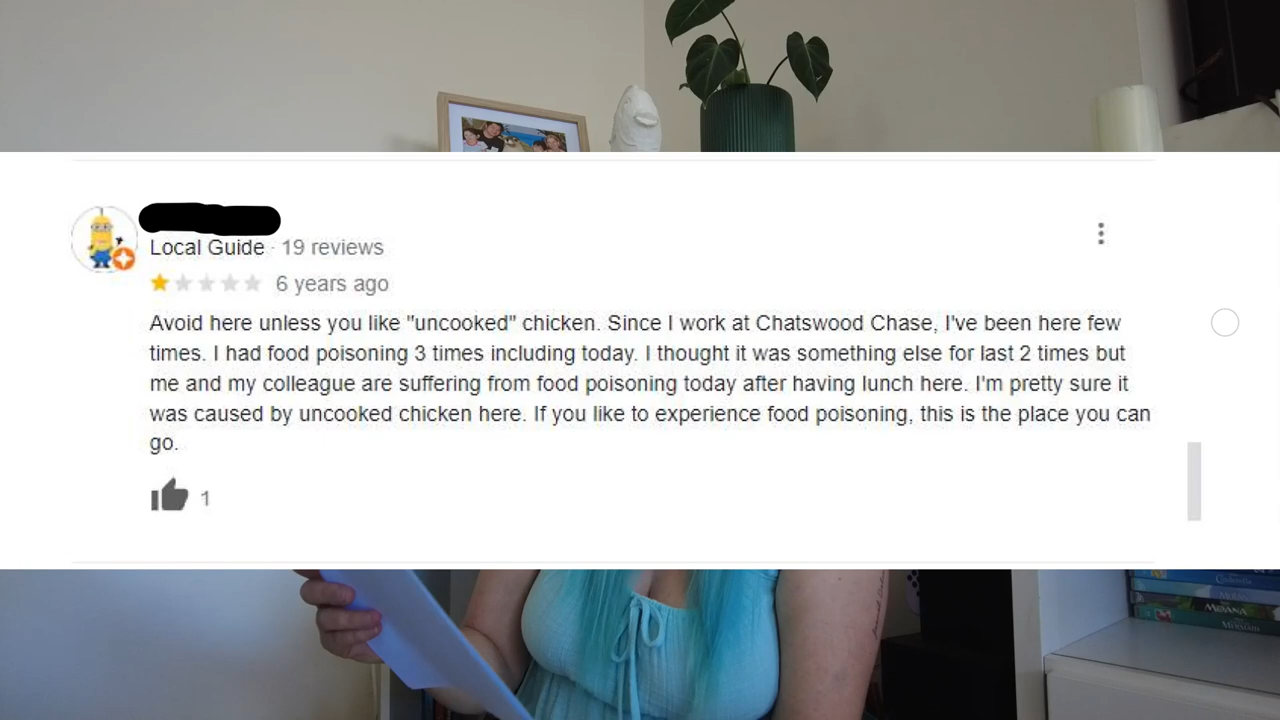 Local Guide · 19 reviews
6 years ago
Avoid here unless you like "uncooked" chicken. Since I work at Chatswood Chase, I've been here few
times. I had food poisoning 3 times including today. I thought it was something else for last 2 times but
me and my colleague are suffering from food poisoning today after having lunch here. I'm pretty sure it
was caused by uncooked chicken here. If you like to experience food poisoning, this is the place you can
go.
1
Cinderella
MOANA
MERMAID